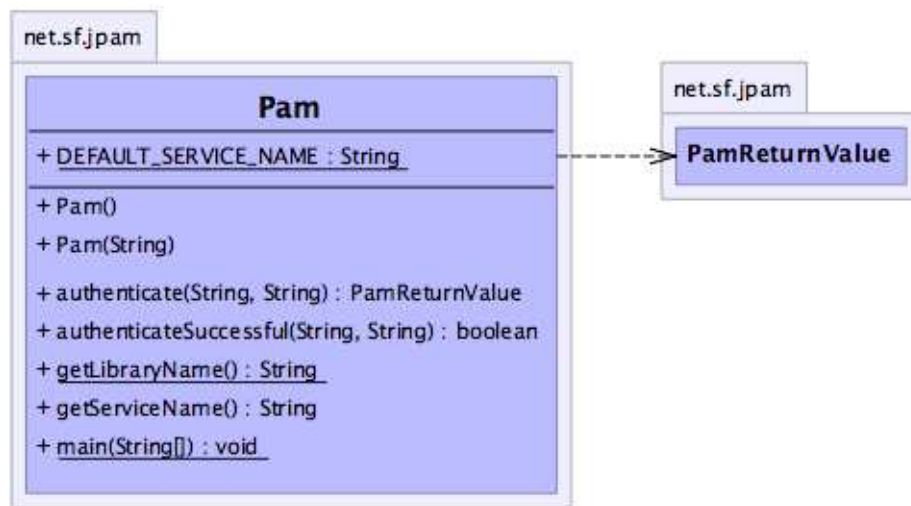 net.sf.jpam
Pam
+ DEFAULT_SERVICE_NAME : String
+ Pam()
+ Pam(String)
+ authenticate(String, String) : PamReturnValue
+ authenticateSuccessful(String, String) : boolean
+ getLibraryName() : String
+ getServiceName() : String
+ main(String[]) : void
net.sf.jpam
PamReturnValue